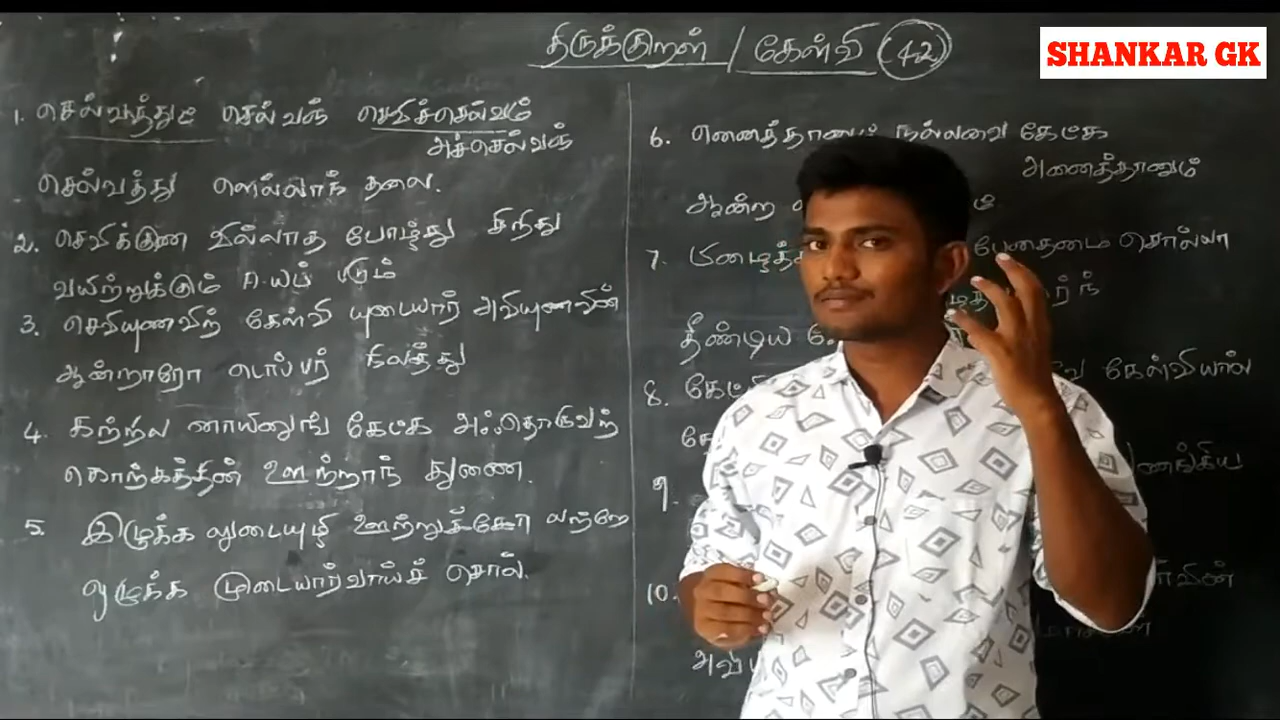 திருக்குறள் / கேள்வி (42)
SHANKAR GK
1. செல்வத்துட் செல்வஞ் செவிச்செல்வம்
அச்செல்வஞ்
செல்வத்து ளெல்லாந் தலை.
2. செவிக்குண வில்லாத போழ்து சிறிது
வயிற்றுக்கும்
3. செவியுணவிற் கேள்வி யுடையார் அவியுணவின்
ஆன்றாரோ டொப்பர் நிலத்து
4. கற்றில னாயினுங் கேட்க அஃதொருவற்
கொற்கத்தின் ஊற்றாந் துணை.
5. இழுக்க லுடையுழி ஊற்றுக்கோ லற்றே
ஒழுக்க முடையார்வாய்ச் சொல்.
6. எனைத்தானும் நல்லவை கேட்க
அனைத்தானும்
ஆன்ற
7. பேதைமை சொல்லா
தீண்டிய
8. கேள்வியால்
9. ணங்கிய
10.